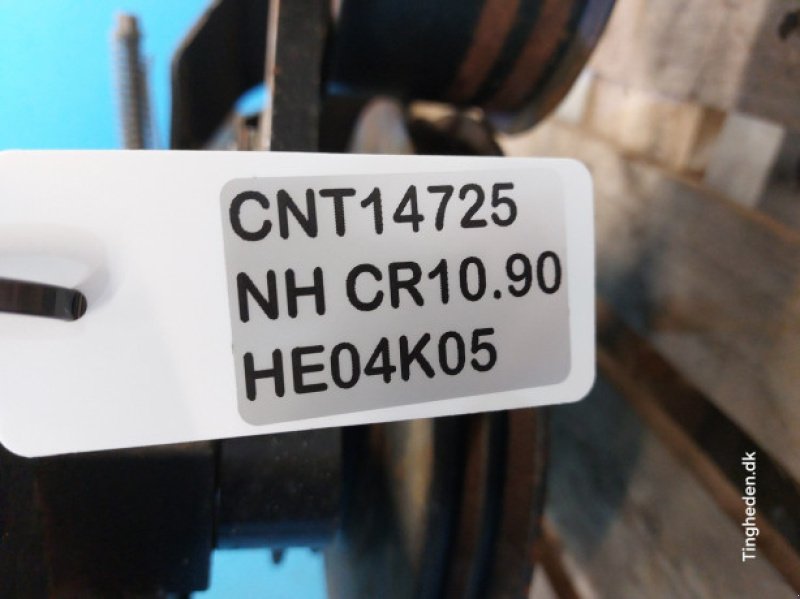 CNT14725
NH CR10.90
HE04K05
Tingheden.dk